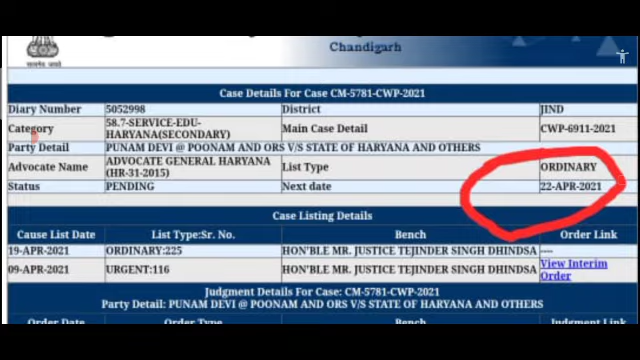 सत्यमेव जयते
Chandigarh
Case Details For Case CM-5781-CWP-2021
Diary Number 5052998 District JIND
Category 58.7-SERVICE-EDU-HARYANA(SECONDARY) Main Case Detail CWP-6911-2021
Party Detail PUNAM DEVI @ POONAM AND ORS V/S STATE OF HARYANA AND OTHERS
Advocate Name ADVOCATE GENERAL HARYANA (HR-31-2015) List Type ORDINARY
Status PENDING Next date 22-APR-2021
Case Listing Details
Cause List Date List Type:Sr. No. Bench Order Link
19-APR-2021 ORDINARY:225 HON'BLE MR. JUSTICE TEJINDER SINGH DHINDSA ----
09-APR-2021 URGENT:116 HON'BLE MR. JUSTICE TEJINDER SINGH DHINDSA View Interim Order
Judgment Details For Case: CM-5781-CWP-2021
Party Detail: PUNAM DEVI @ POONAM AND ORS V/S STATE OF HARYANA AND OTHERS
Order Date Order Type Bench Judgment Link